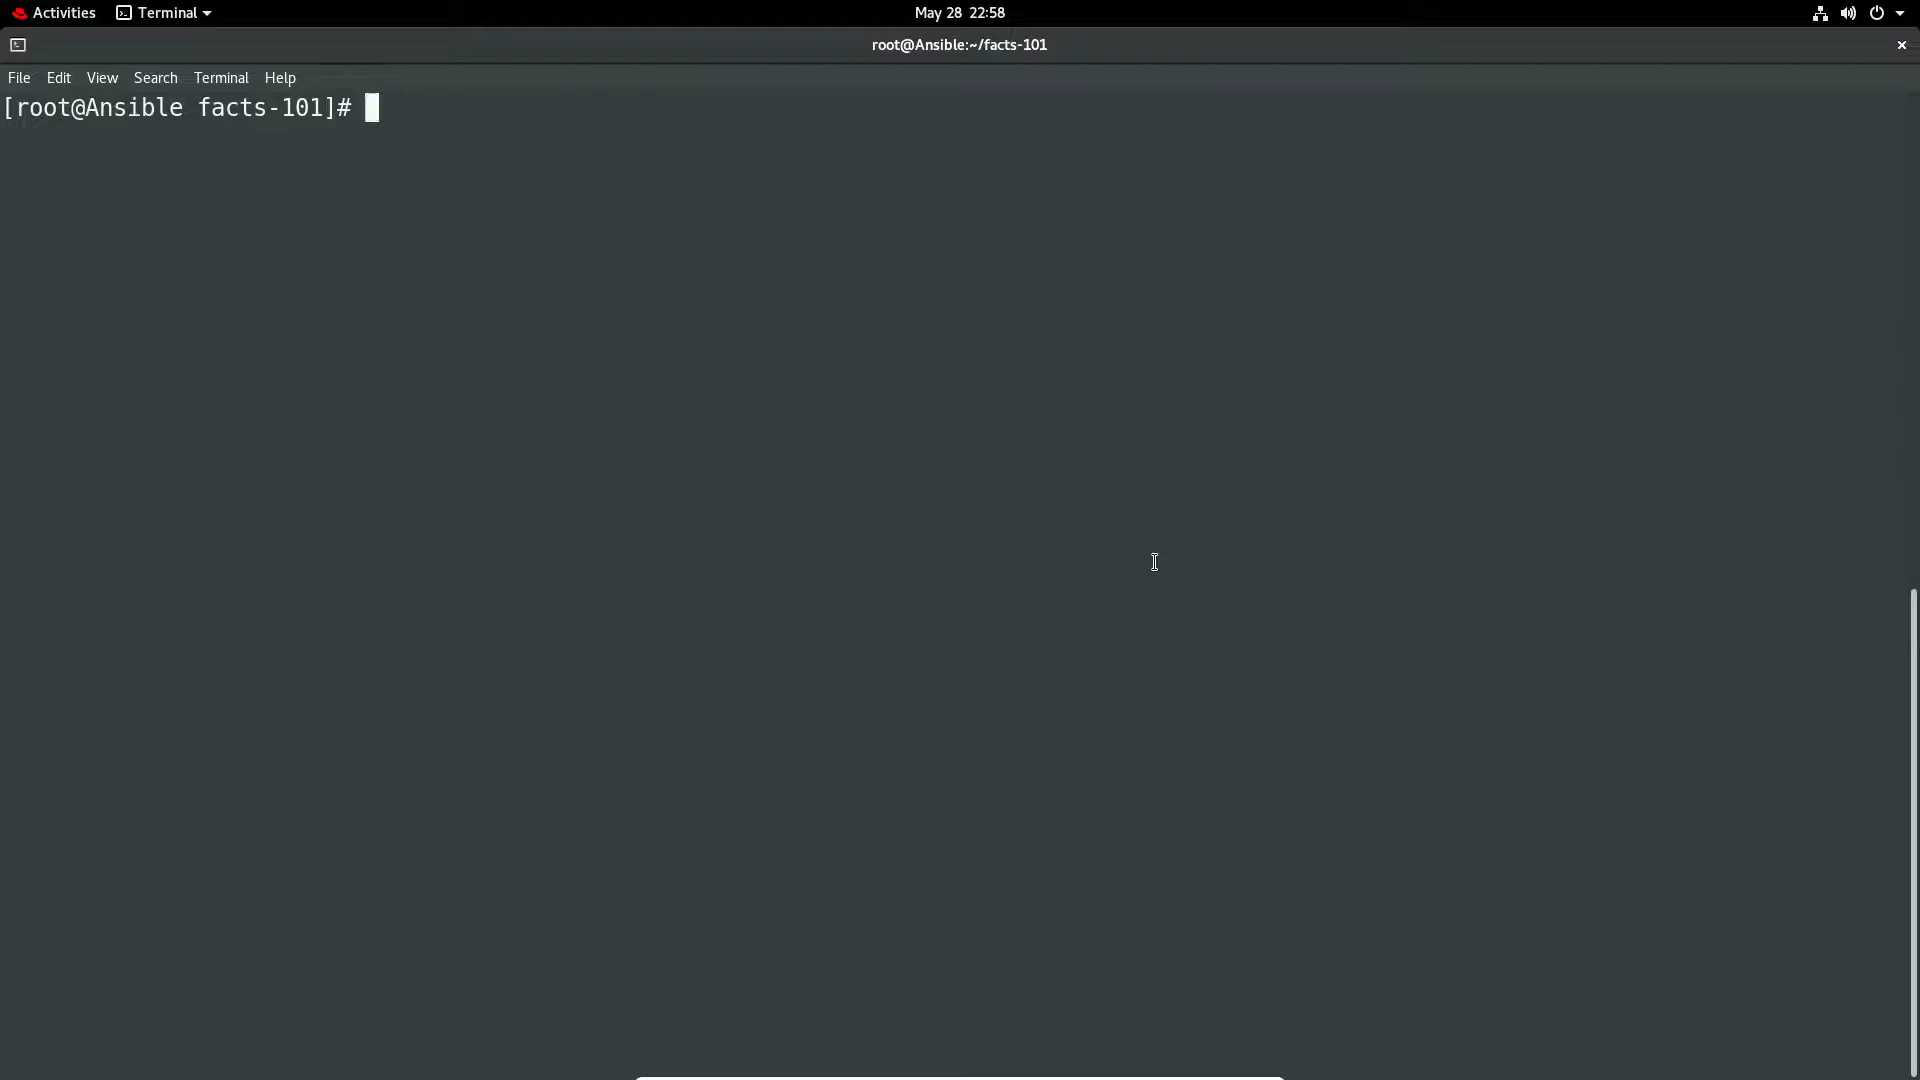 Activities Terminal May 28 22:58
root@Ansible:~/facts-101
File Edit View Search Terminal Help
[root@Ansible facts-101]#